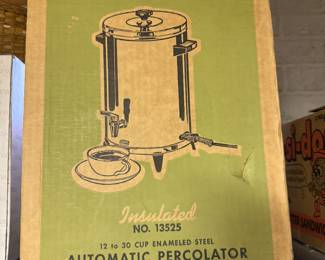 Insulated
NO. 13525
12 to 30 CUP ENAMELED STEEL
AUTOMATIC PERCOLATOR